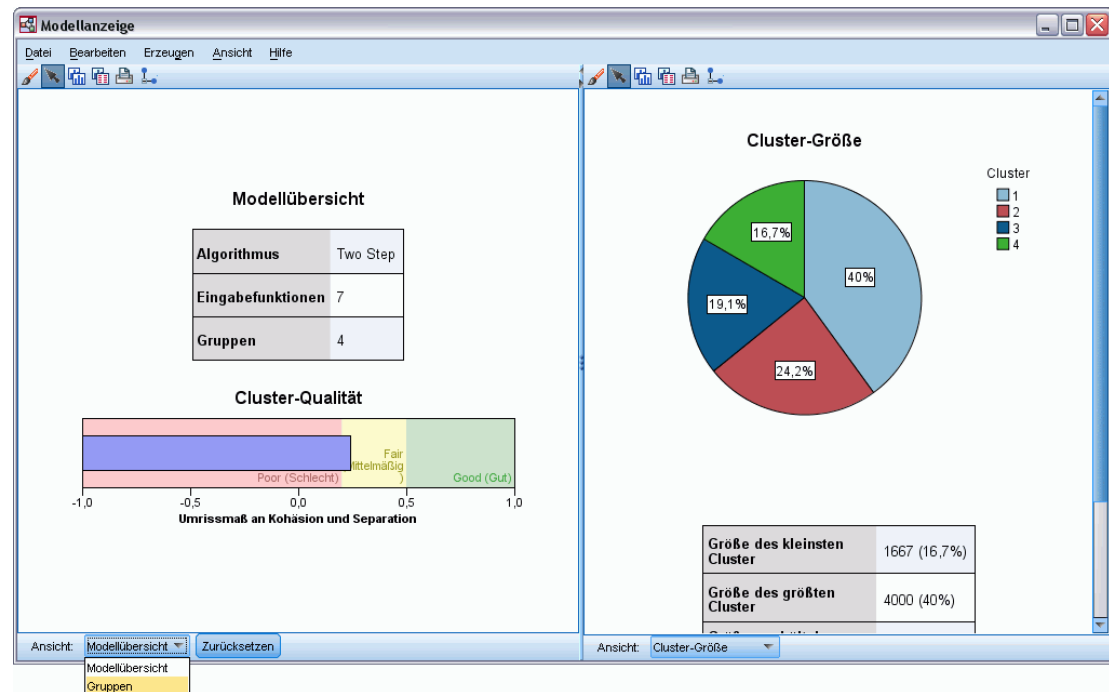 Modellanzeige
Datei Bearbeiten Erzeugen Ansicht Hilfe
Modellübersicht
Algorithmus Two Step
Eingabefunktionen 7
Gruppen 4
Cluster-Qualität
Fair
(Mittelmäßig
)
Poor (Schlecht)
Good (Gut)
-1,0 -0,5 0,0 0,5 1,0
Umrissmaß an Kohäsion und Separation
Ansicht: Modellübersicht Zurücksetzen
Modellübersicht
Gruppen
Cluster-Größe
Cluster
1
2
3
4
16,7%
40%
19,1%
24,2%
Größe des kleinsten
Cluster
1667 (16,7%)
Größe des größten
Cluster
4000 (40%)
Ansicht: Cluster-Größe